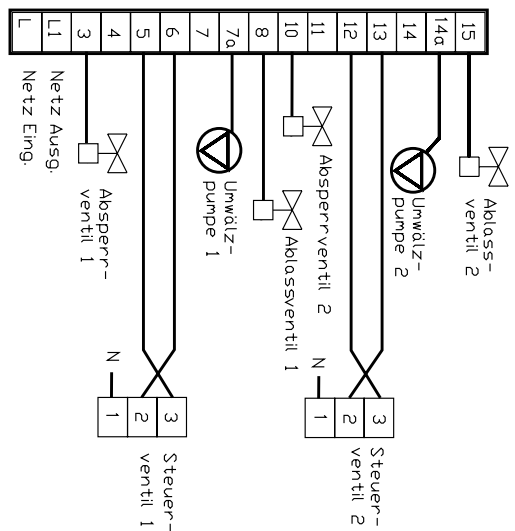 L
L1
3
4
5
6
7
7a
8
10
11
12
13
14
14a
15
Netz Eing.
Netz Ausg.
Absperr-
ventil 1
Umwälz-
pumpe 1
Ablassventil 1
Absperrventil 2
Umwälz-
pumpe 2
Ablass-
ventil 2
N
1
2
3
Steuer-
ventil 1
N
1
2
3
Steuer-
ventil 2